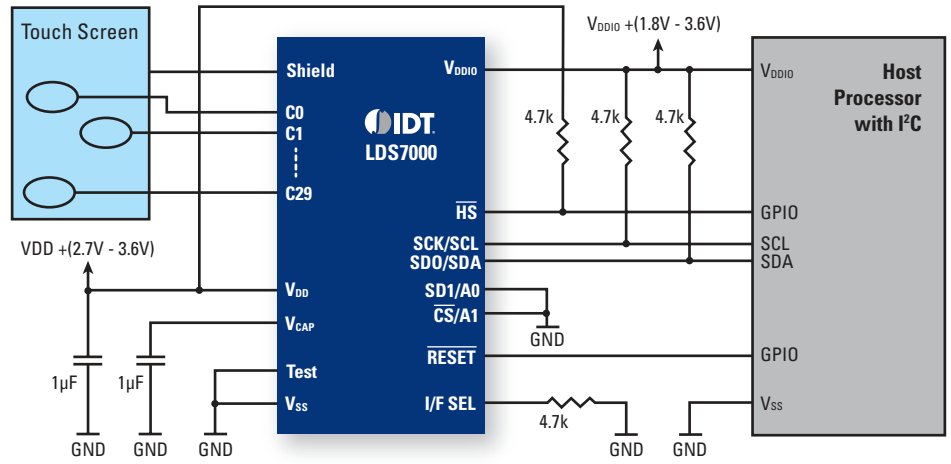 Touch Screen
VDD +(2.7V - 3.6V)
1µF
1µF
GND
GND
GND
Shield
C0
C1
C29
VDD
VCAP
Test
VSS
IDT.
LDS7000
VDDIO
HS
SCK/SCL
SDO/SDA
SD1/A0
CS/A1
RESET
I/F SEL
VDDIO +(1.8V - 3.6V)
4.7k
4.7k
4.7k
GND
4.7k
GND
GND
VDDIO
Host
Processor
with I²C
GPIO
SCL
SDA
GPIO
VSS